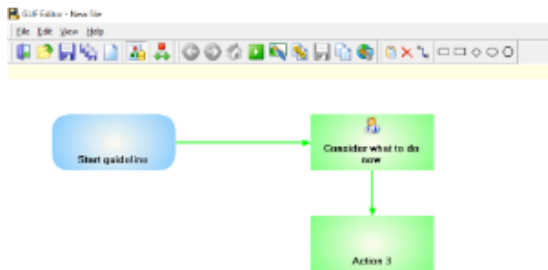 GLIF Editor - New file
File Edit View Help
Start guideline
Consider what to do
now
Action 3